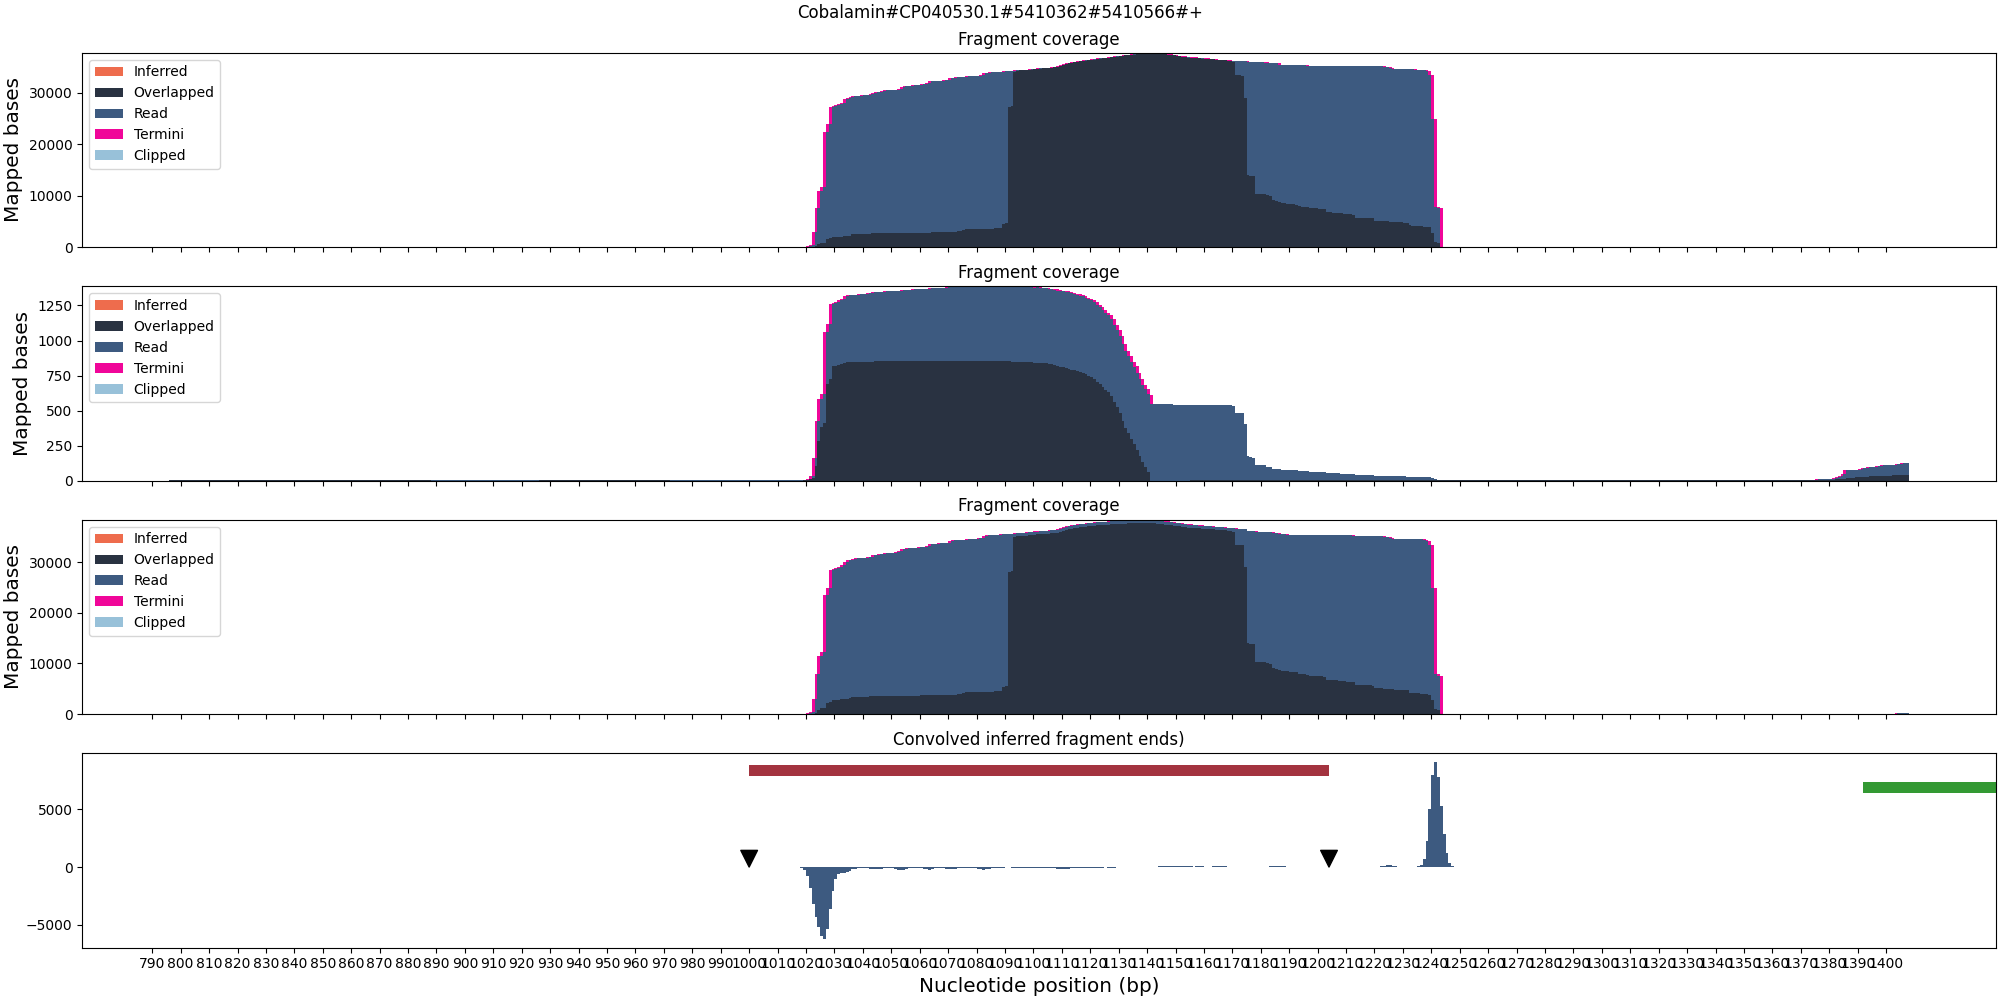 Cobalamin#CP040530.1#5410362#5410566#+
Fragment coverage
Mapped bases
30000
20000
10000
0
Inferred
Overlapped
Read
Termini
Clipped
Fragment coverage
Mapped bases
1250
1000
750
500
250
0
Inferred
Overlapped
Read
Termini
Clipped
Fragment coverage
Mapped bases
30000
20000
10000
0
Inferred
Overlapped
Read
Termini
Clipped
Convolved inferred fragment ends)
5000
0
−5000
790 800 810 820 830 840 850 860 870 880 890 900 910 920 930 940 950 960 970 980 990 1000 1010 1020 1030 1040 1050 1060 1070 1080 1090 1100 1110 1120 1130 1140 1150 1160 1170 1180 1190 1200 1210 1220 1230 1240 1250 1260 1270 1280 1290 1300 1310 1320 1330 1340 1350 1360 1370 1380 1390 1400
Nucleotide position (bp)